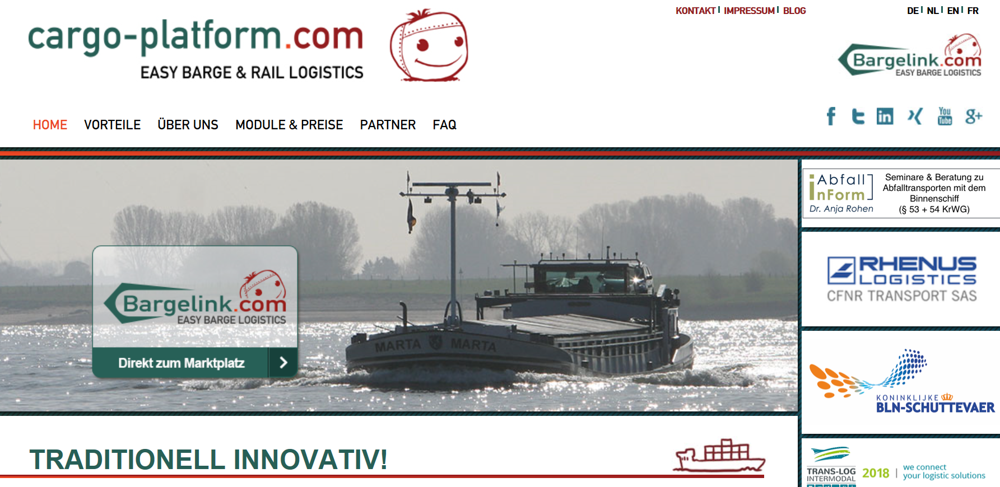 KONTAKT IMPRESSUM BLOG
DE NL EN FR
cargo-platform.com
EASY BARGE & RAIL LOGISTICS
Bargelink.com
EASY BARGE LOGISTICS
You
Tube
g+
HOME VORTEILE ÜBER UNS MODULE & PREISE PARTNER FAQ
Bargelink.com
EASY BARGE LOGISTICS
Direkt zum Marktplatz
MARTA MARTA
TRADITIONELL INNOVATIV!
Abfall
inForm
Dr. Anja Rohen
Seminare & Beratung zu
Abfalltransporten mit dem
Binnenschiff
(§ 53 + 54 KrWG)
RHENUS
LOGISTICS
CFNR TRANSPORT SAS
KONINKLIJKE
BLN-SCHUTTEVAER
TRANS-LOG
INTERMODAL
2018
we connect
your logistic solutions